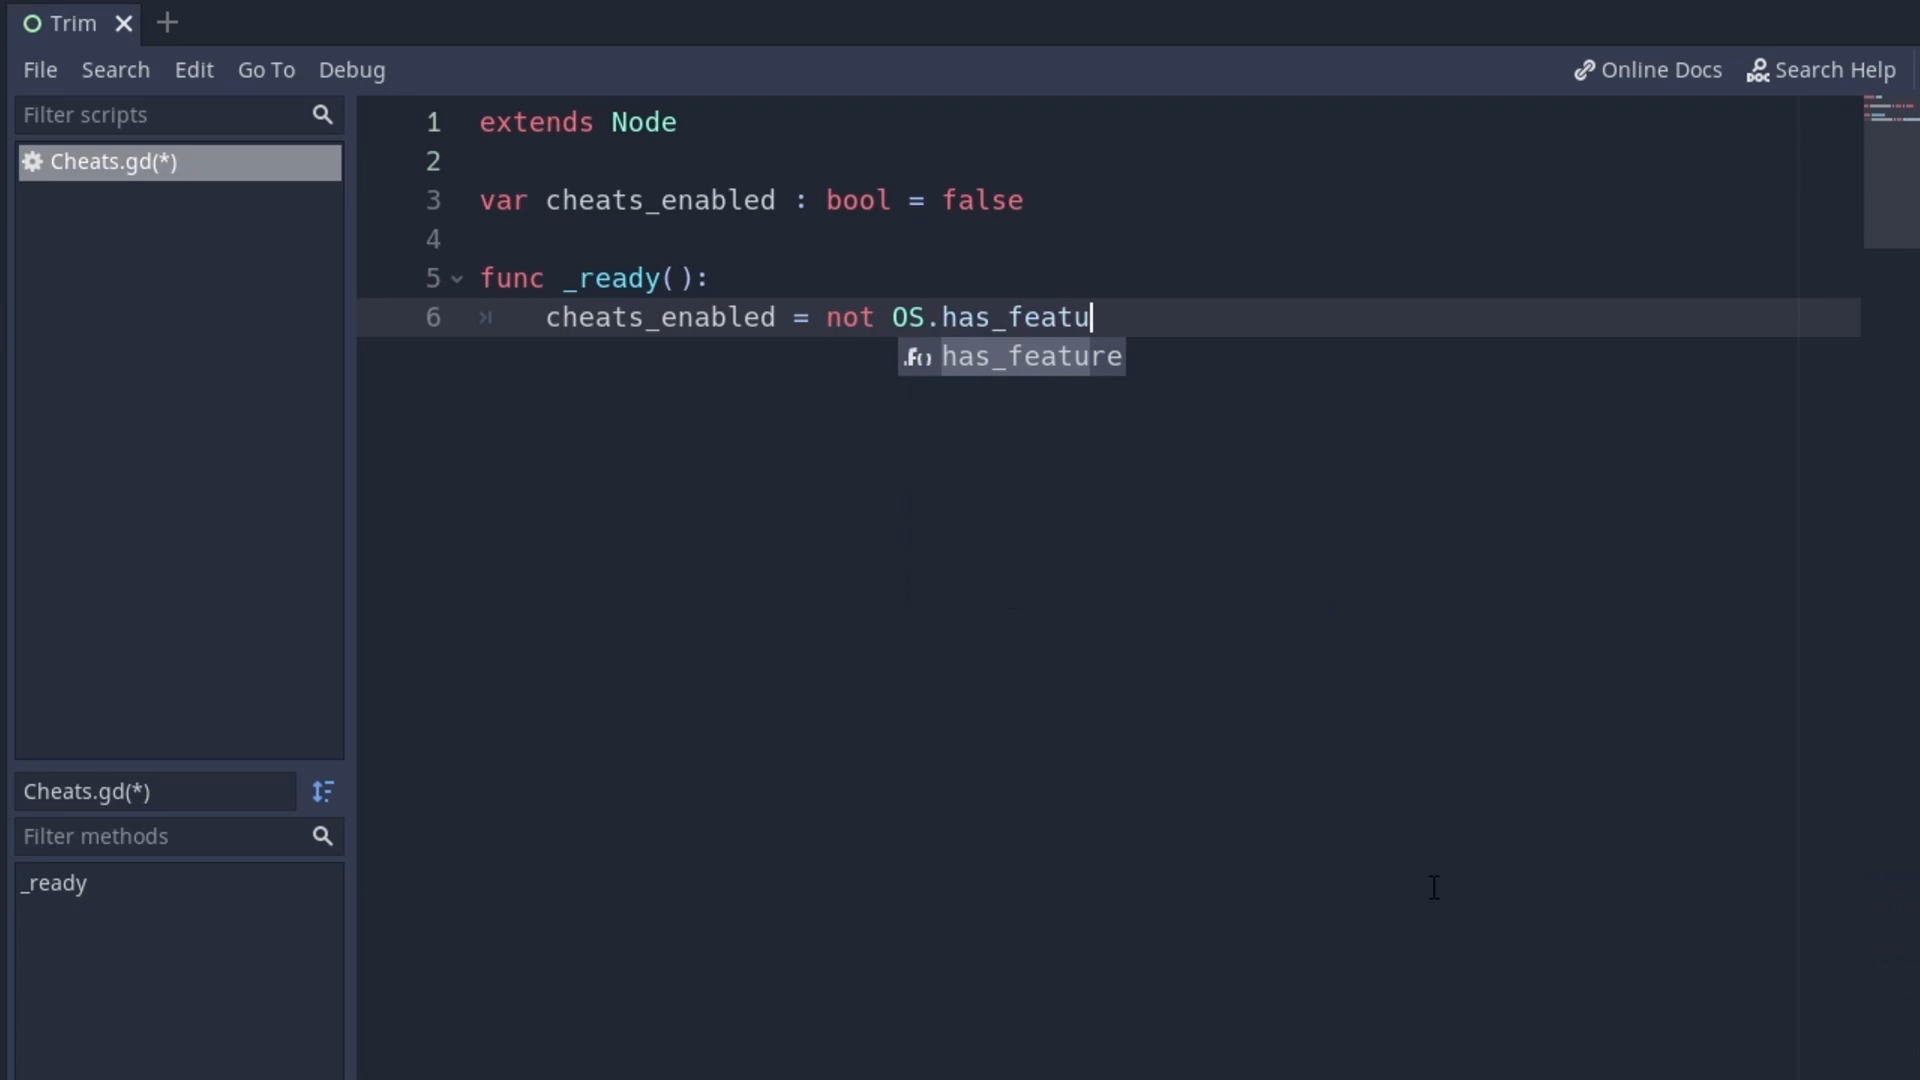 Trim
File Search Edit Go To Debug
Online Docs
Search Help
Filter scripts
Cheats.gd(*)
1 extends Node
2
3 var cheats_enabled : bool = false
4
5 func _ready():
6 cheats_enabled = not OS.has_featu
has_feature
Cheats.gd(*)
Filter methods
_ready